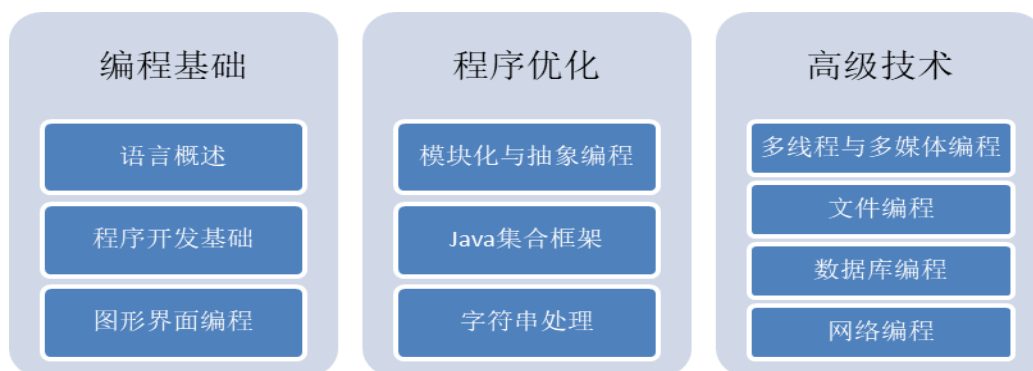 编程基础
语言概述
程序开发基础
图形界面编程
程序优化
模块化与抽象编程
Java集合框架
字符串处理
高级技术
多线程与多媒体编程
文件编程
数据库编程
网络编程